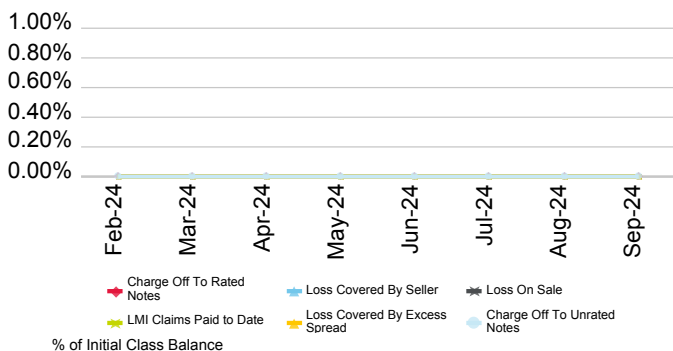 1.00%
0.80%
0.60%
0.40%
0.20%
0.00%
Feb-24
Mar-24
Apr-24
May-24
Jun-24
Jul-24
Aug-24
Sep-24
Charge Off To Rated
Notes
Loss Covered By Seller
Loss On Sale
LMI Claims Paid to Date
Loss Covered By Excess
Spread
Charge Off To Unrated
Notes
% of Initial Class Balance